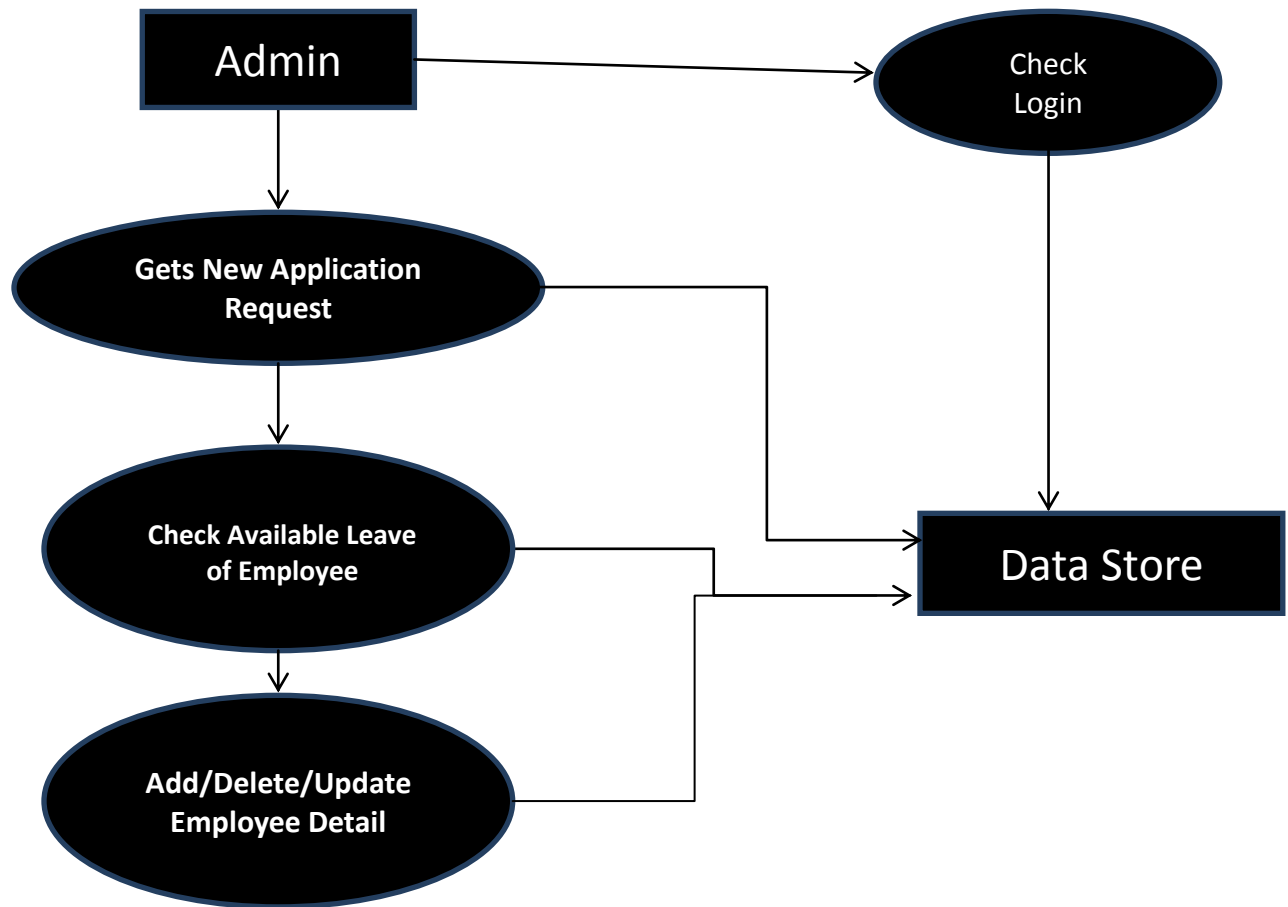 Admin
Check
Login
Gets New Application
Request
Check Available Leave
of Employee
Data Store
Add/Delete/Update
Employee Detail